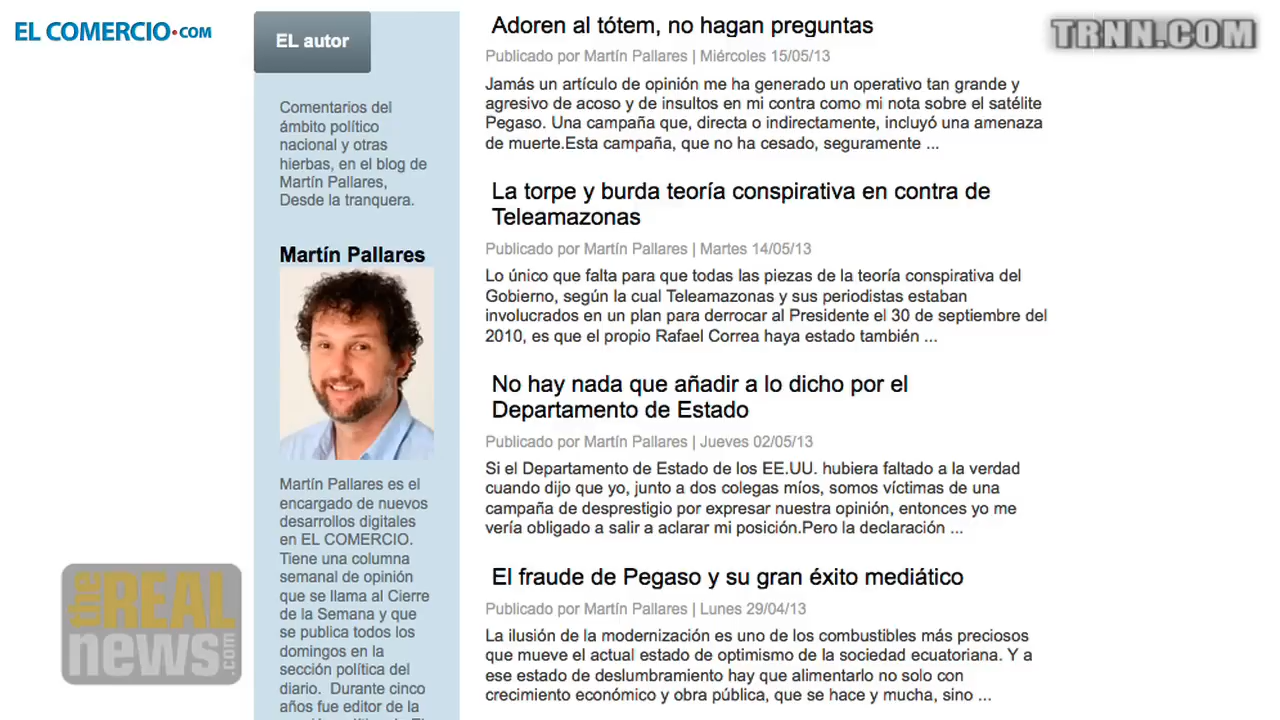 EL COMERCIO.COM
TRNN.COM
EL autor
Comentarios del
ámbito político
nacional y otras
hierbas, en el blog de
Martín Pallares,
Desde la tranquera.
Martín Pallares
Martín Pallares es el
encargado de nuevos
desarrollos digitales
en EL COMERCIO.
Tiene una columna
semanal de opinión
que se llama al Cierre
de la Semana y que
se publica todos los
domingos en la
sección política del
diario. Durante cinco
años fue editor de la
Adoren al tótem, no hagan preguntas
Publicado por Martín Pallares | Miércoles 15/05/13
Jamás un artículo de opinión me ha generado un operativo tan grande y
agresivo de acoso y de insultos en mi contra como mi nota sobre el satélite
Pegaso. Una campaña que, directa o indirectamente, incluyó una amenaza
de muerte.Esta campaña, que no ha cesado, seguramente ...
La torpe y burda teoría conspirativa en contra de
Teleamazonas
Publicado por Martín Pallares | Martes 14/05/13
Lo único que falta para que todas las piezas de la teoría conspirativa del
Gobierno, según la cual Teleamazonas y sus periodistas estaban
involucrados en un plan para derrocar al Presidente el 30 de septiembre del
2010, es que el propio Rafael Correa haya estado también ...
No hay nada que añadir a lo dicho por el
Departamento de Estado
Publicado por Martín Pallares | Jueves 02/05/13
Si el Departamento de Estado de los EE.UU. hubiera faltado a la verdad
cuando dijo que yo, junto a dos colegas míos, somos víctimas de una
campaña de desprestigio por expresar nuestra opinión, entonces yo me
vería obligado a salir a aclarar mi posición.Pero la declaración ...
El fraude de Pegaso y su gran éxito mediático
Publicado por Martín Pallares | Lunes 29/04/13
La ilusión de la modernización es uno de los combustibles más preciosos
que mueve el actual estado de optimismo de la sociedad ecuatoriana. Y a
ese estado de deslumbramiento hay que alimentarlo no solo con
crecimiento económico y obra pública, que se hace y mucha, sino ...
the REAL
news.com